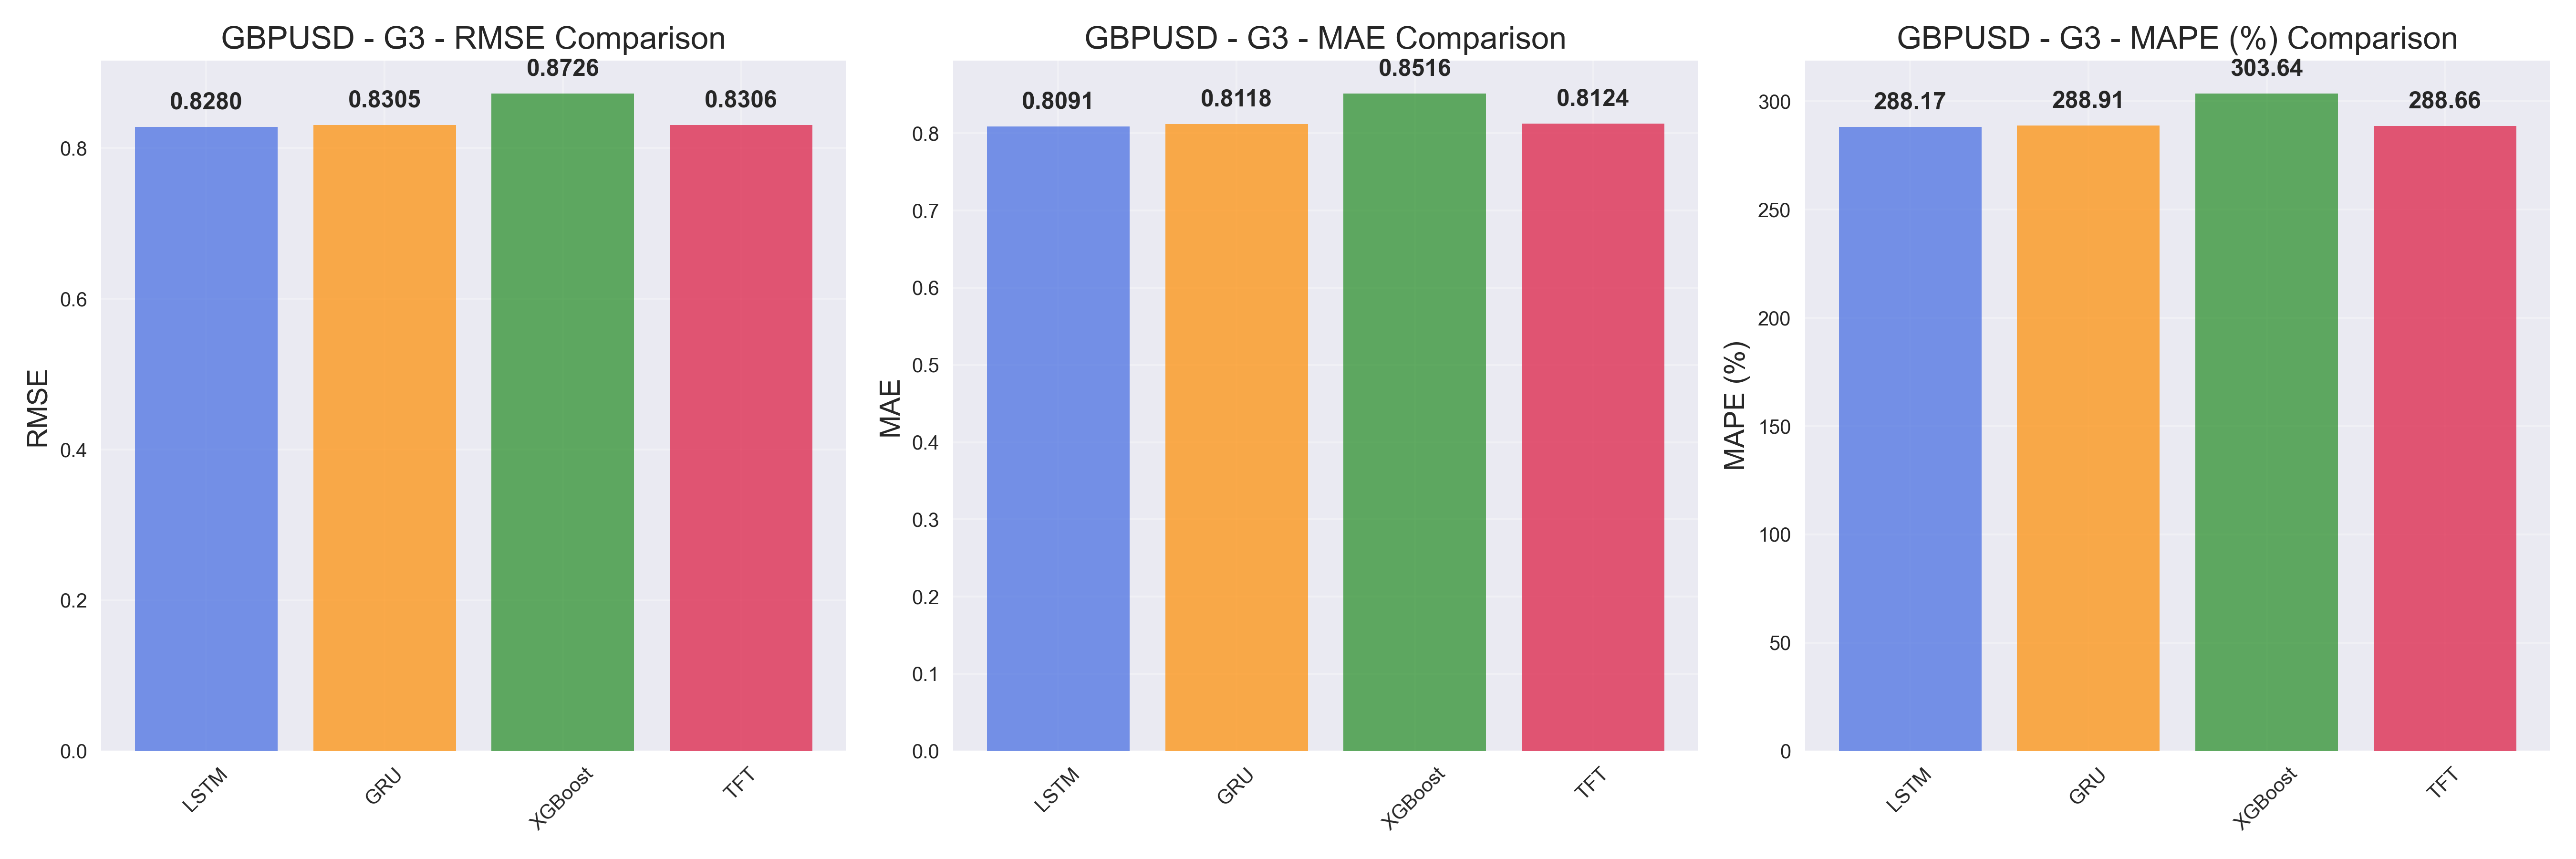 GBPUSD - G3 - RMSE Comparison
0.8280
0.8305
0.8726
0.8306
RMSE
0.8
0.6
0.4
0.2
0.0
LSTM
GRU
XGBoost
TFT
GBPUSD - G3 - MAE Comparison
0.8091
0.8118
0.8516
0.8124
MAE
0.8
0.7
0.6
0.5
0.4
0.3
0.2
0.1
0.0
LSTM
GRU
XGBoost
TFT
GBPUSD - G3 - MAPE (%) Comparison
288.17
288.91
303.64
288.66
MAPE (%)
300
250
200
150
100
50
0
LSTM
GRU
XGBoost
TFT